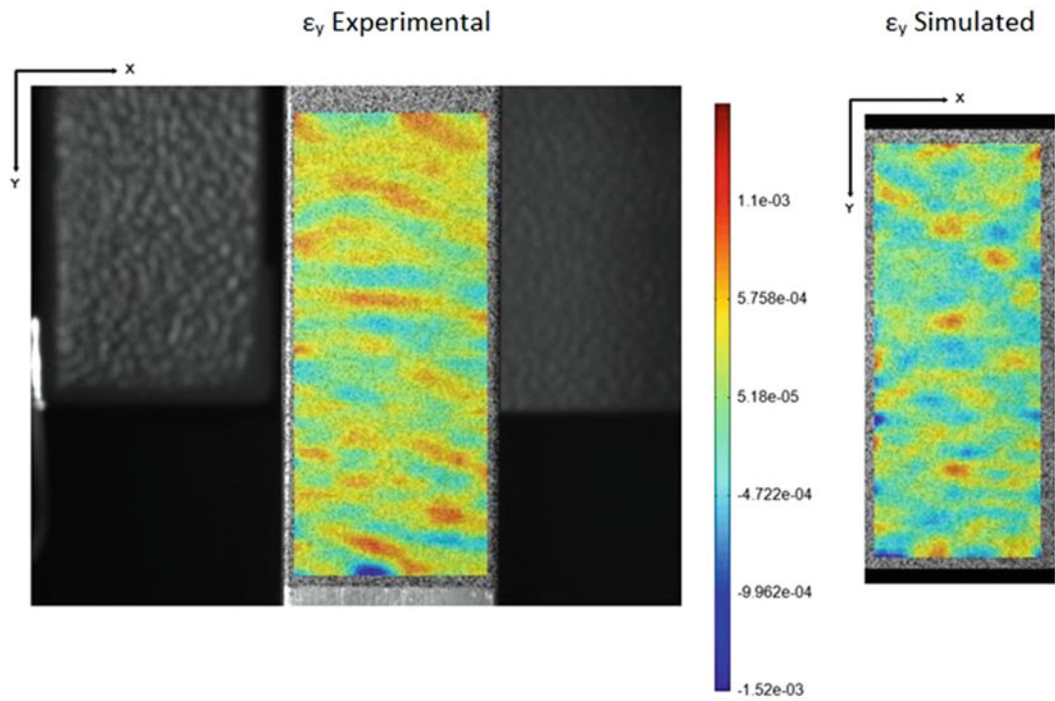 εy Experimental
εy Simulated
X
Y
X
Y
1.1e-03
5.758e-04
5.18e-05
-4.722e-04
-9.962e-04
-1.52e-03